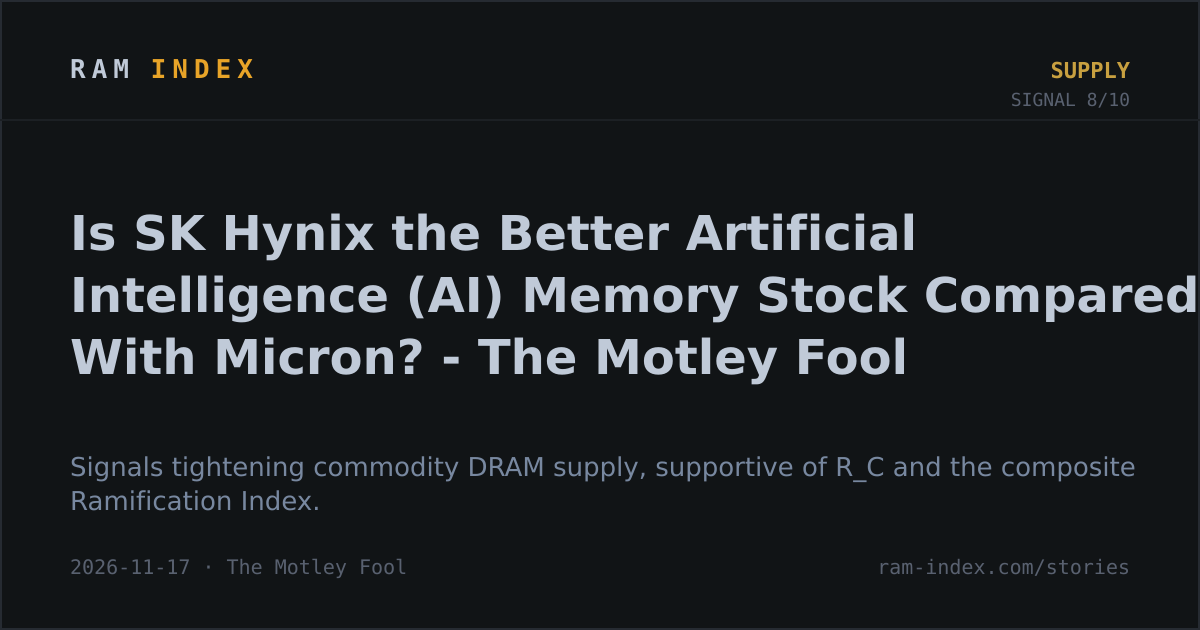 RAM INDEX
SUPPLY
SIGNAL 8/10
Is SK Hynix the Better Artificial
Intelligence (AI) Memory Stock Compared
With Micron? - The Motley Fool
Signals tightening commodity DRAM supply, supportive of R_C and the composite
Ramification Index.
2026-11-17 · The Motley Fool
ram-index.com/stories